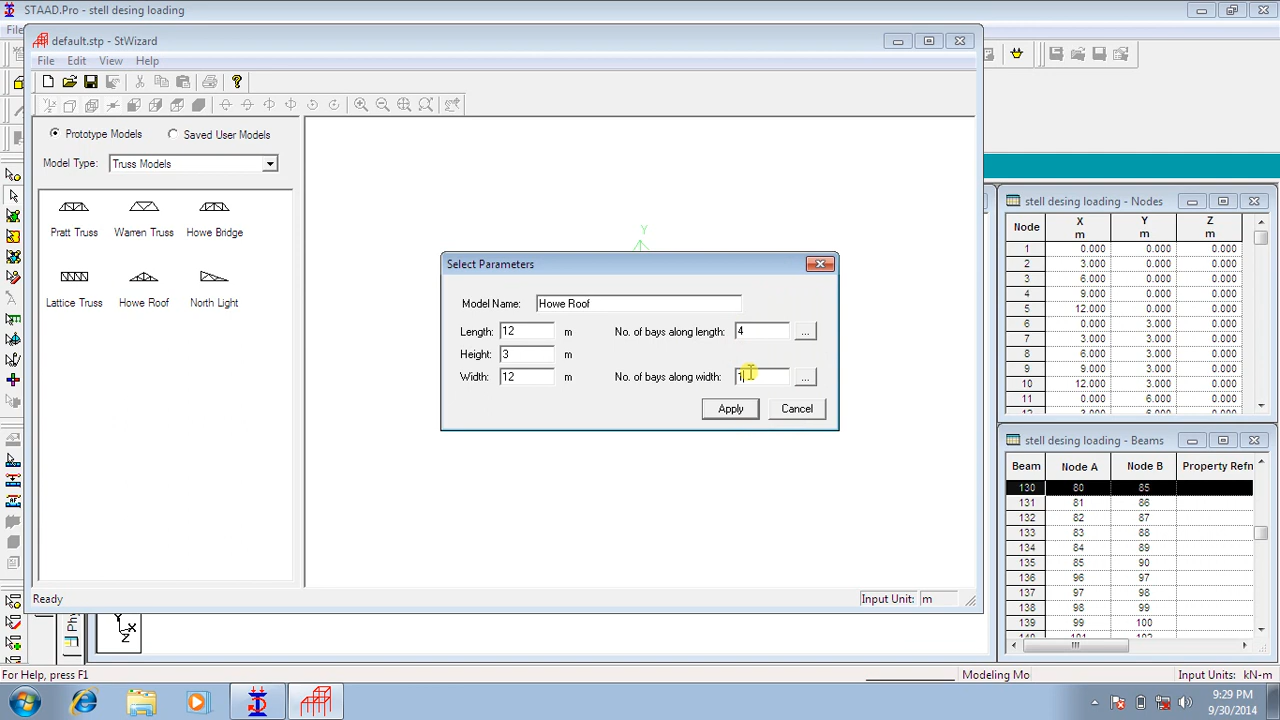 STAAD.Pro - stell desing loading
File
default.stp - StWizard
File Edit View Help
Prototype Models Saved User Models
Model Type: Truss Models
Pratt Truss Warren Truss Howe Bridge
Lattice Truss Howe Roof North Light
Y
Select Parameters
Model Name: Howe Roof
Length: 12 m No. of bays along length: 4 ...
Height: 3 m
Width: 12 m No. of bays along width: 1 ...
Apply Cancel
Ready Input Unit: m
stell desing loading - Nodes
Node X m Y m Z m
1 0.000 0.000 0.000
2 3.000 0.000 0.000
3 6.000 0.000 0.000
4 9.000 0.000 0.000
5 12.000 0.000 0.000
6 0.000 3.000 0.000
7 3.000 3.000 0.000
8 6.000 3.000 0.000
9 9.000 3.000 0.000
10 12.000 3.000 0.000
11 0.000 6.000 0.000
stell desing loading - Beams
Beam Node A Node B Property Refn
130 80 85
131 81 86
132 82 87
133 83 88
134 84 89
135 85 90
136 96 97
137 97 98
138 98 99
139 99 100
Y X Z
For Help, press F1 Modeling Mo Input Units: kN-m
9:29 PM
9/30/2014